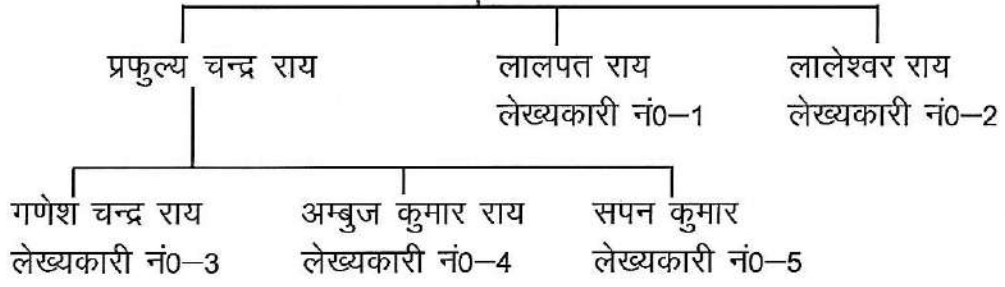 प्रफुल्य चन्द्र राय लालपत राय लालेश्वर राय
लेख्यकारी नं0–1 लेख्यकारी नं0–2
गणेश चन्द्र राय अम्बुज कुमार राय सपन कुमार
लेख्यकारी नं0–3 लेख्यकारी नं0–4 लेख्यकारी नं0–5